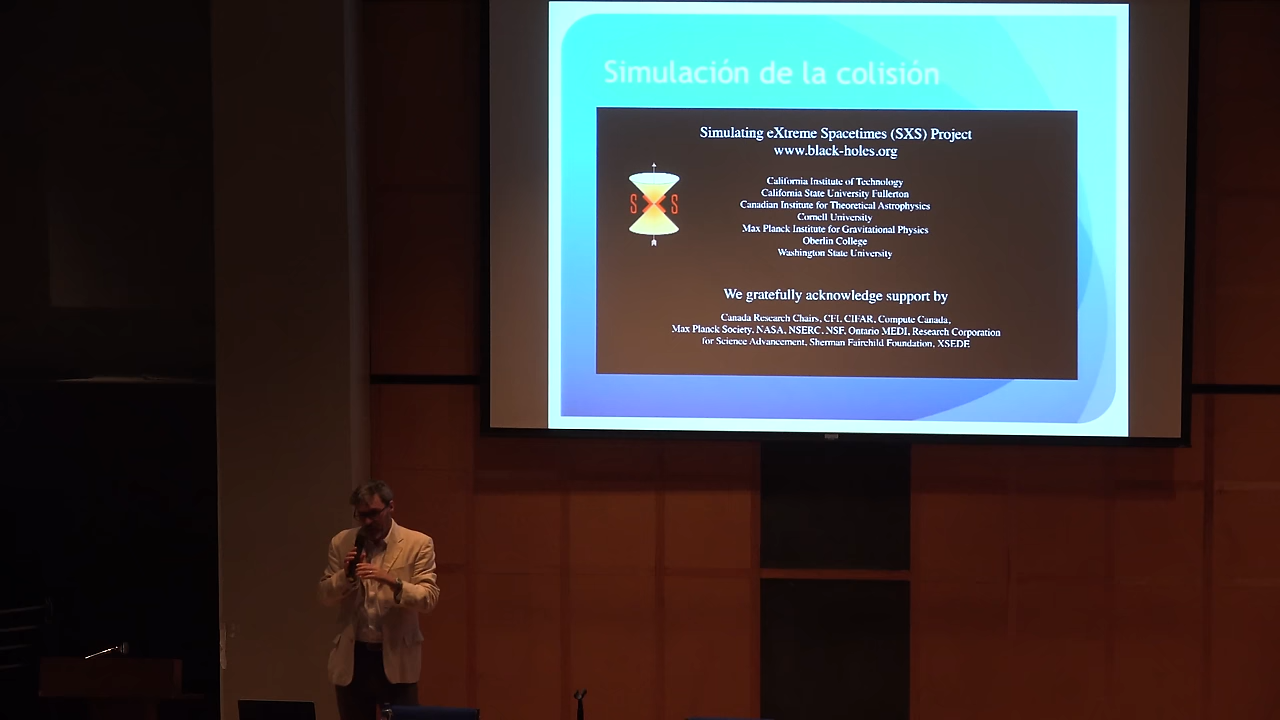 Simulación de la colisión
Simulating eXtreme Spacetimes (SXS) Project
www.black-holes.org
SXS
California Institute of Technology
California State University Fullerton
Canadian Institute for Theoretical Astrophysics
Cornell University
Max Planck Institute for Gravitational Physics
Oberlin College
Washington State University
We gratefully acknowledge support by
Canada Research Chairs, CFI, CIFAR, Compute Canada,
Max Planck Society, NASA, NSERC, NSF, Ontario MEDI, Research Corporation
for Science Advancement, Sherman Fairchild Foundation, XSEDE